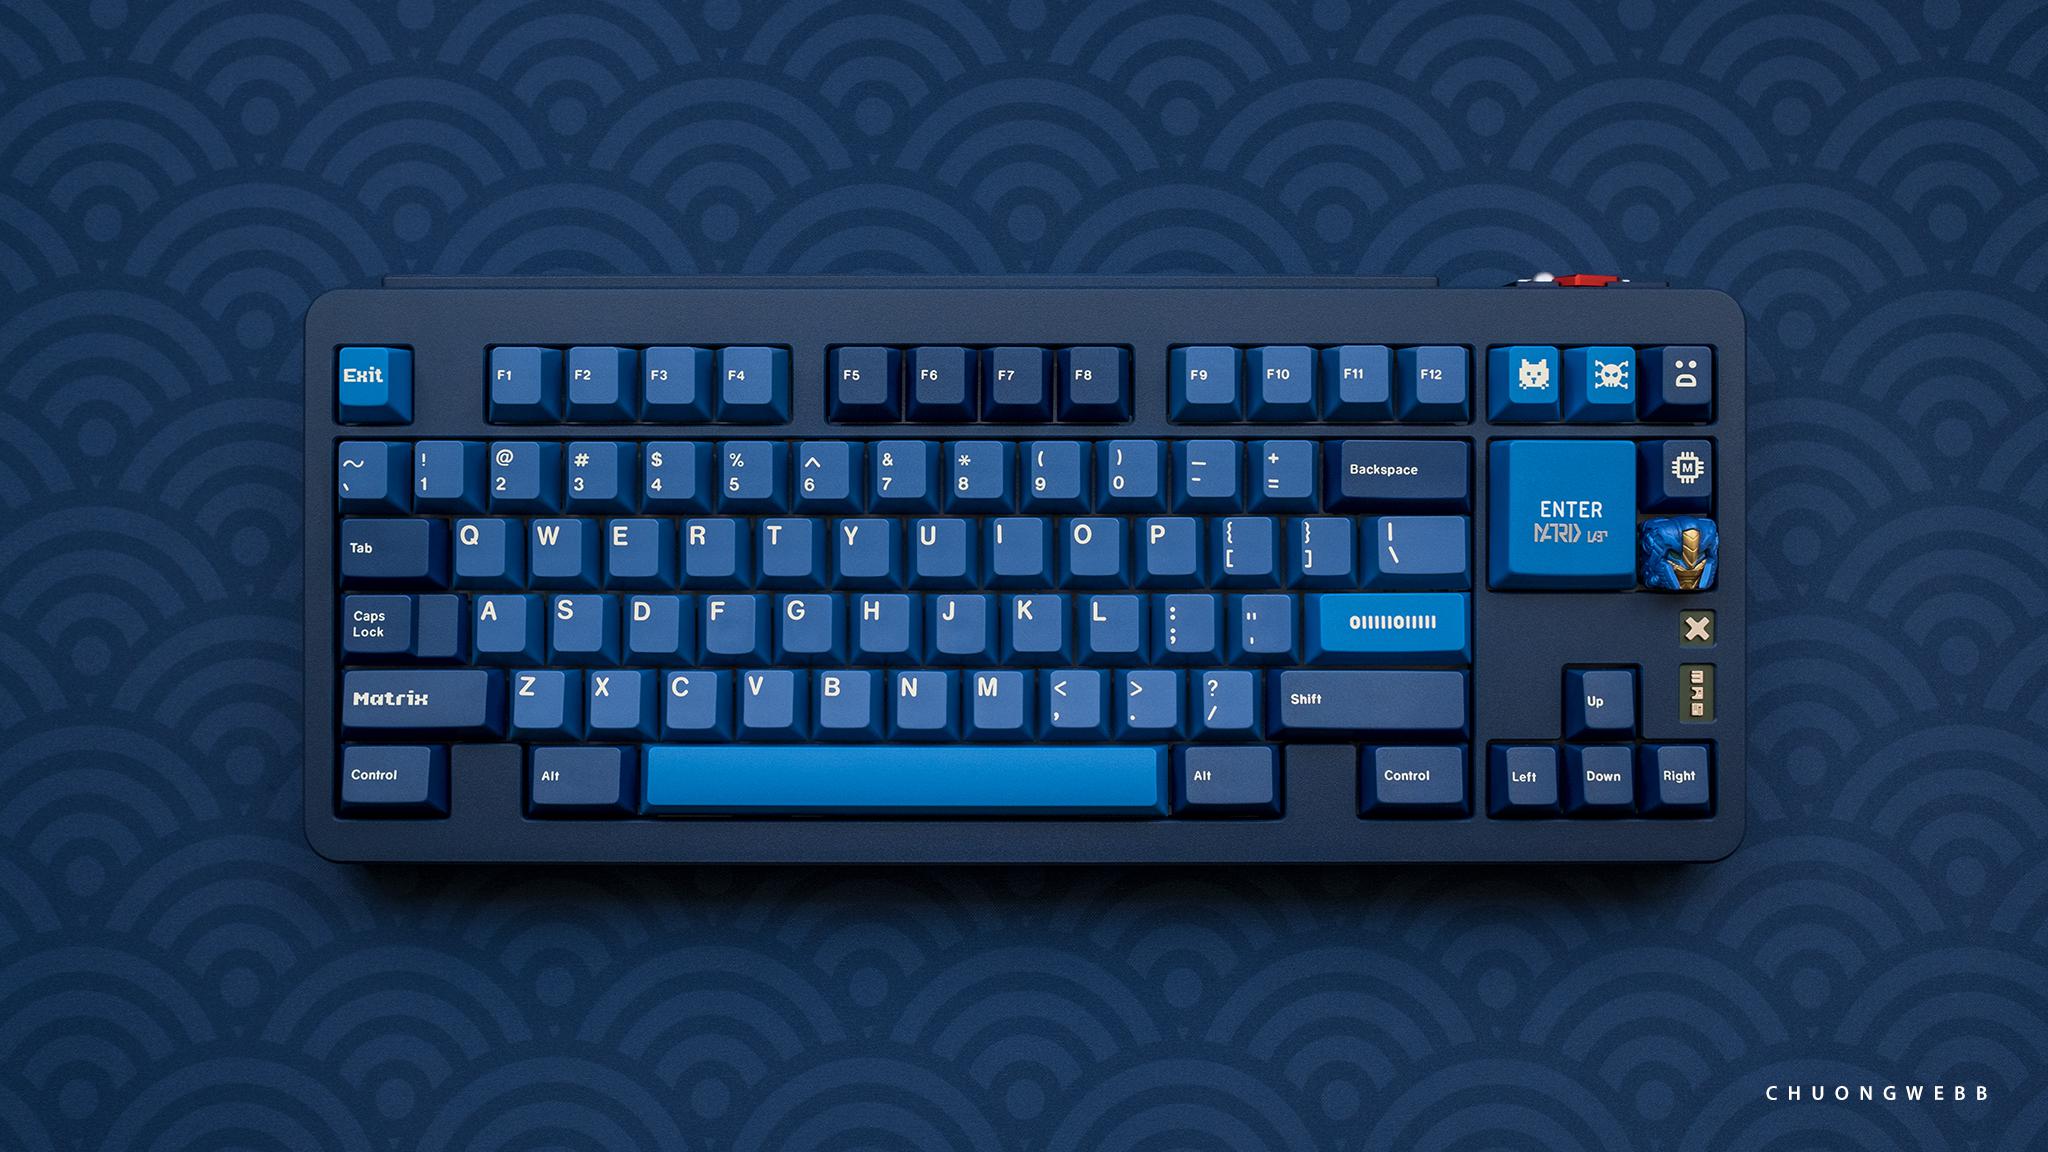 Exit F1 F2 F3 F4 F5 F6 F7 F8 F9 F10 F11 F12
~ ! @ # $ % ^ & * ( ) — +
` 1 2 3 4 5 6 7 8 9 0 - = Backspace
M
ENTER
Tab Q W E R T Y U I O P { } |
[ ] \
Caps
Lock A S D F G H J K L : "
; '
OIIIIIOIIIII
Matrix Z X C V B N M < > ?
, . / Shift Up
Control Alt Alt Control Left Down Right
CHUONGWEBB